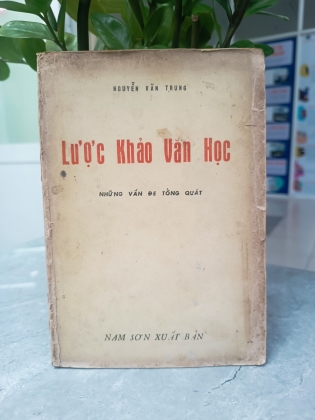 NGUYỄN VĂN TRUNG
LƯỢC KHẢO VĂN HỌC
NHỮNG VẤN ĐỀ TỔNG QUÁT
NAM SƠN XUẤT BẢN